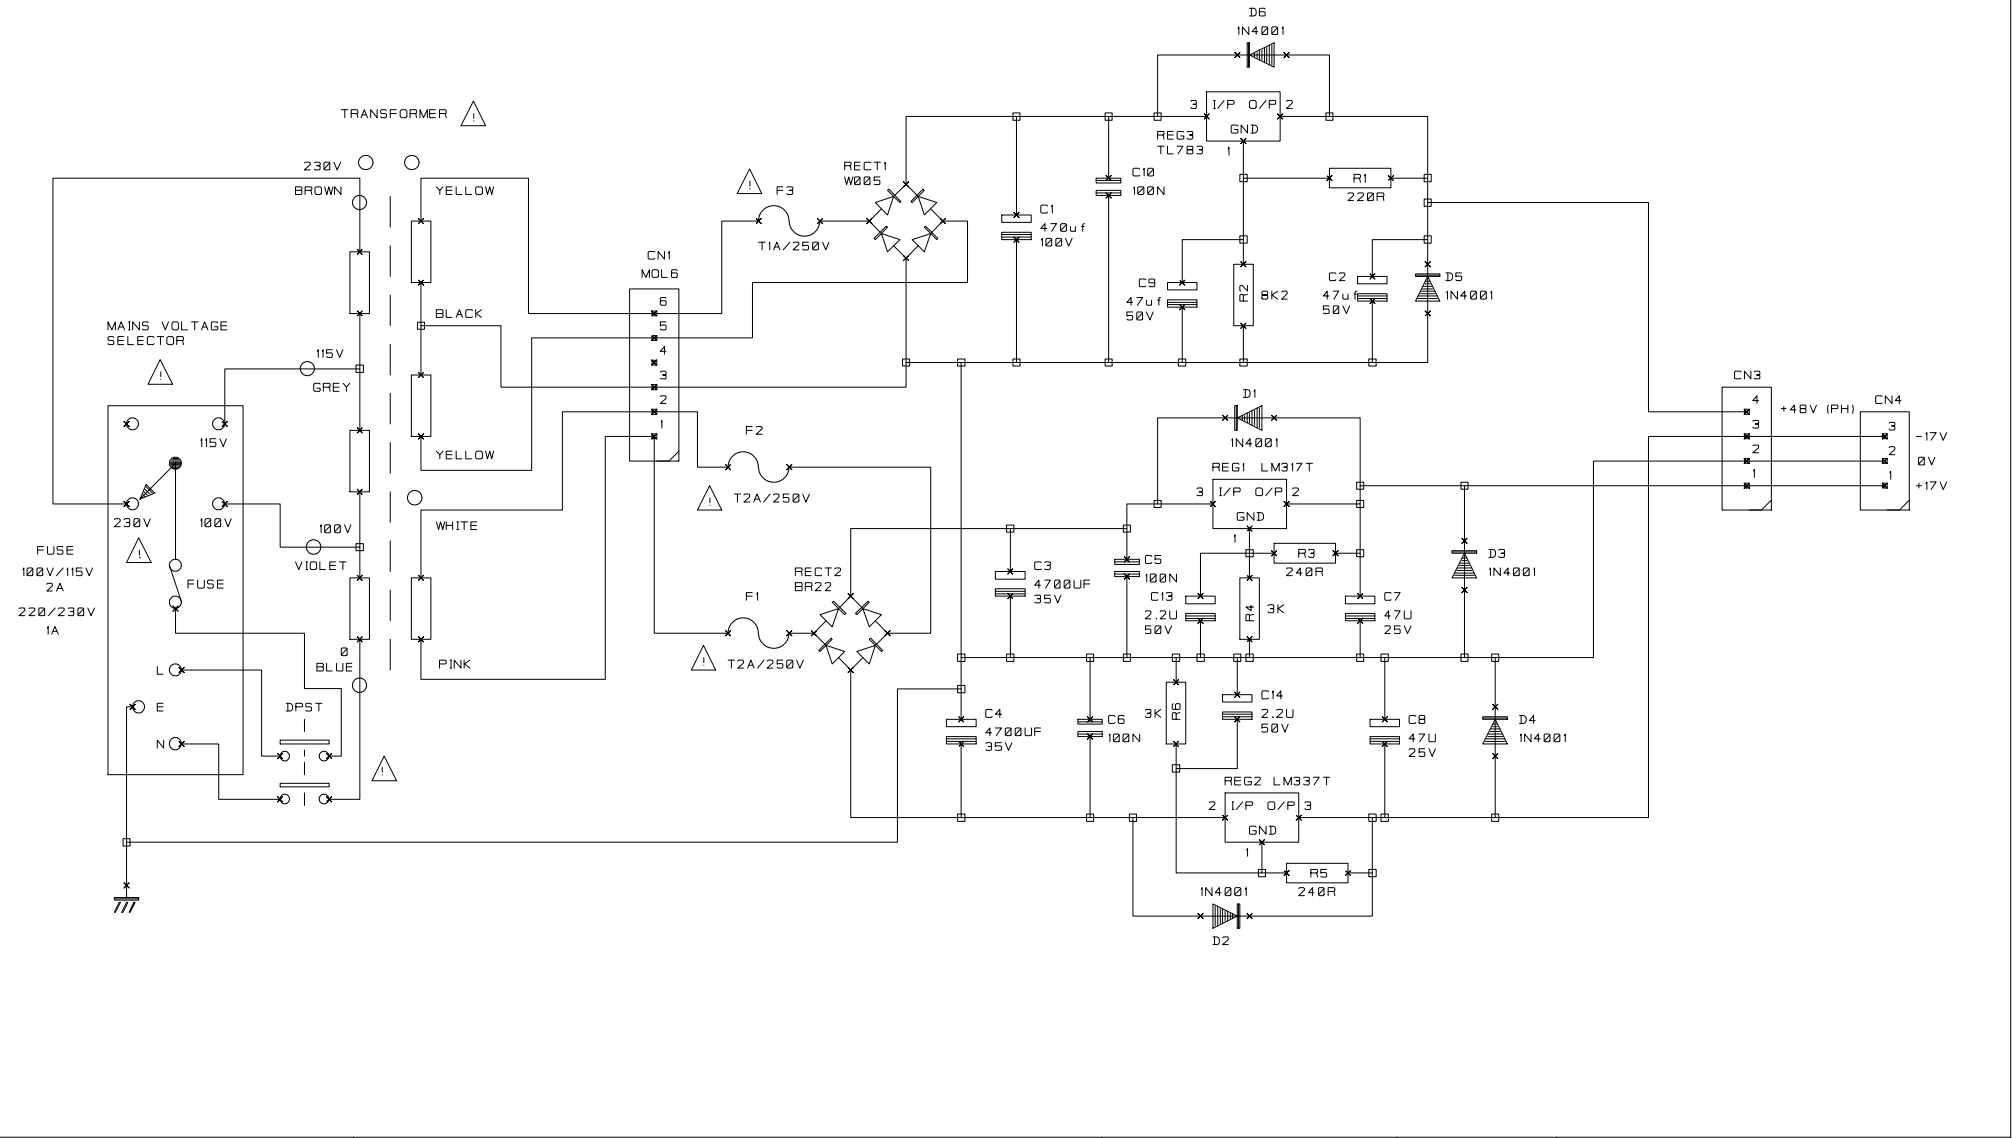 D6
1N4001
3 I/P O/P 2
GND
REG3
TL783
1
TRANSFORMER
!
230V
BROWN
YELLOW
!
F3
T1A/250V
RECT1
W005
C10
100N
C1
470uf
100V
R1
220R
C9
47uf
50V
R2
8K2
C2
47uf
50V
D5
1N4001
CN1
MOL6
6
5
4
3
2
1
BLACK
YELLOW
MAINS VOLTAGE
SELECTOR
!
115V
GREY
115V
230V
100V
!
100V
VIOLET
FUSE
100V/115V
2A
220/230V
1A
FUSE
0
BLUE
L
E
N
DPST
!
WHITE
PINK
F2
!
T2A/250V
F1
!
T2A/250V
RECT2
BR22
D1
1N4001
REG1 LM317T
3 I/P O/P 2
GND
1
R3
240R
C3
4700UF
35V
C5
100N
C13
2.2U
50V
R4
3K
C7
47U
25V
D3
1N4001
CN3
4
3
2
1
+48V (PH)
CN4
3
2
1
-17V
0V
+17V
C4
4700UF
35V
C6
100N
3K
R6
C14
2.2U
50V
C8
47U
25V
D4
1N4001
REG2 LM337T
2 I/P O/P 3
GND
1
R5
240R
1N4001
D2